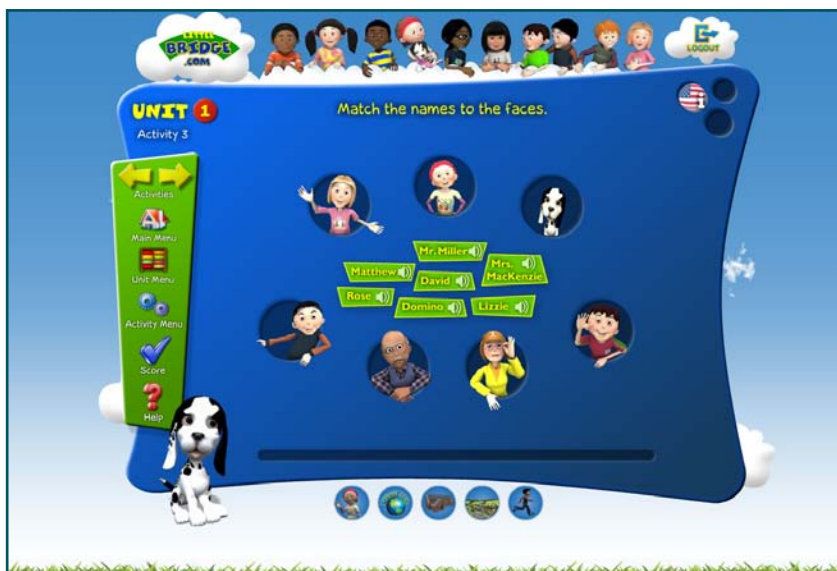 LITTLE
BRIDGE
.COM
LOGOUT
UNIT 1
Activity 3
Match the names to the faces.
Activities
Main Menu
Unit Menu
Activity Menu
Score
Help
Mr. Miller
Matthew
David
Mrs.
MacKenzie
Rose
Domino
Lizzie